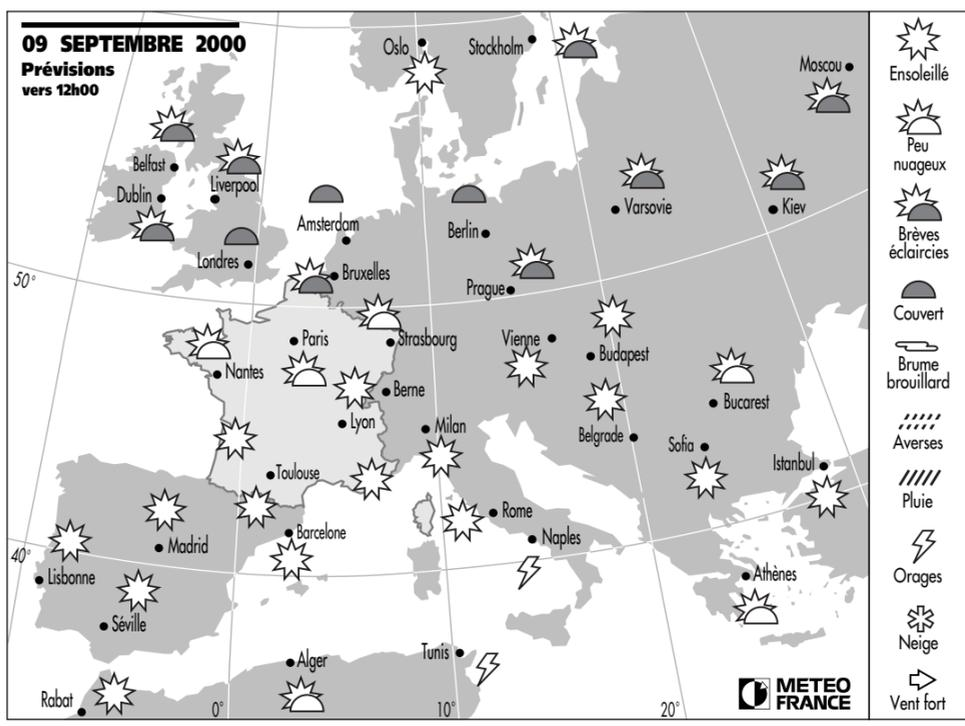 09 SEPTEMBRE 2000
Prévisions
vers 12h00
Oslo
Stockholm
Moscou
Belfast
Liverpool
Dublin
Amsterdam
Berlin
Varsovie
Kiev
Londres
Bruxelles
50°
Prague
Paris
Strasbourg
Vienne
Budapest
Nantes
Berne
Bucarest
Lyon
Milan
Belgrade
Sofia
Istanbul
Toulouse
Rome
Barcelone
Naples
Madrid
40°
Lisbonne
Athènes
Séville
Tunis
Alger
Rabat
0°
10°
20°
METEO
FRANCE
Ensoleillé
Peu
nuageux
Brèves
éclaircies
Couvert
Brume
brouillard
Averses
Pluie
Orages
Neige
Vent fort